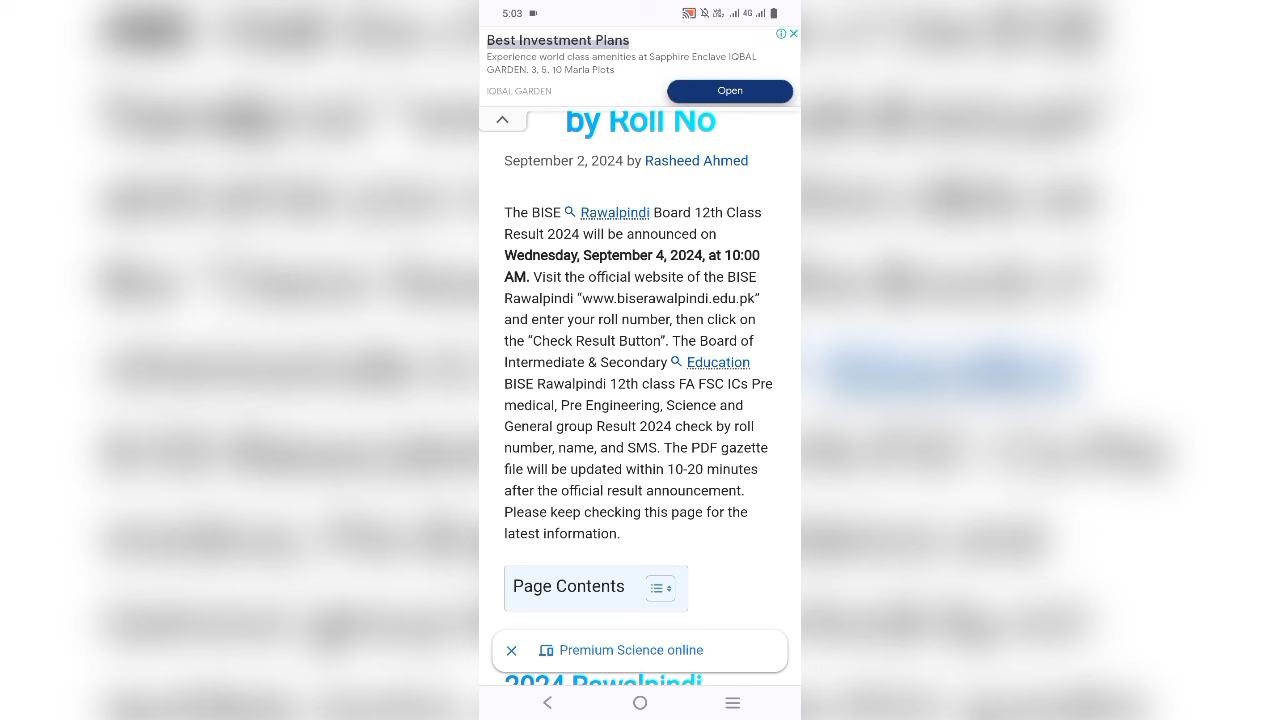 5:03
4G
Best Investment Plans
Experience world class amenities at Sapphire Enclave IQBAL
GARDEN. 3, 5, 10 Marla Plots
IQBAL GARDEN
Open
by Roll No
September 2, 2024 by Rasheed Ahmed
The BISE Rawalpindi Board 12th Class
Result 2024 will be announced on
Wednesday, September 4, 2024, at 10:00
AM. Visit the official website of the BISE
Rawalpindi “www.biserawalpindi.edu.pk”
and enter your roll number, then click on
the “Check Result Button”. The Board of
Intermediate & Secondary Education
BISE Rawalpindi 12th class FA FSC ICs Pre
medical, Pre Engineering, Science and
General group Result 2024 check by roll
number, name, and SMS. The PDF gazette
file will be updated within 10-20 minutes
after the official result announcement.
Please keep checking this page for the
latest information.
Page Contents
Premium Science online
2024 Rawalpindi